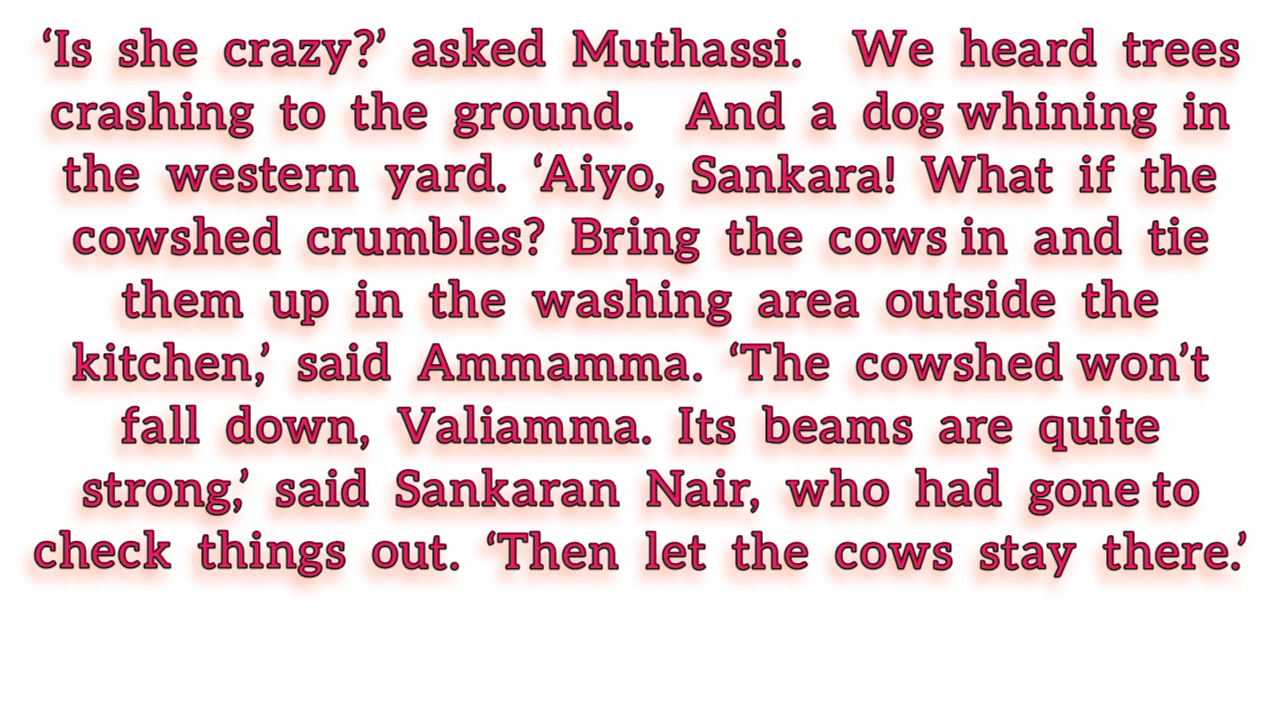 ‘Is she crazy?’ asked Muthassi. We heard trees
crashing to the ground. And a dog whining in
the western yard. ‘Aiyo, Sankara! What if the
cowshed crumbles? Bring the cows in and tie
them up in the washing area outside the
kitchen,’ said Ammamma. ‘The cowshed won’t
fall down, Valiamma. Its beams are quite
strong,’ said Sankaran Nair, who had gone to
check things out. ‘Then let the cows stay there.’